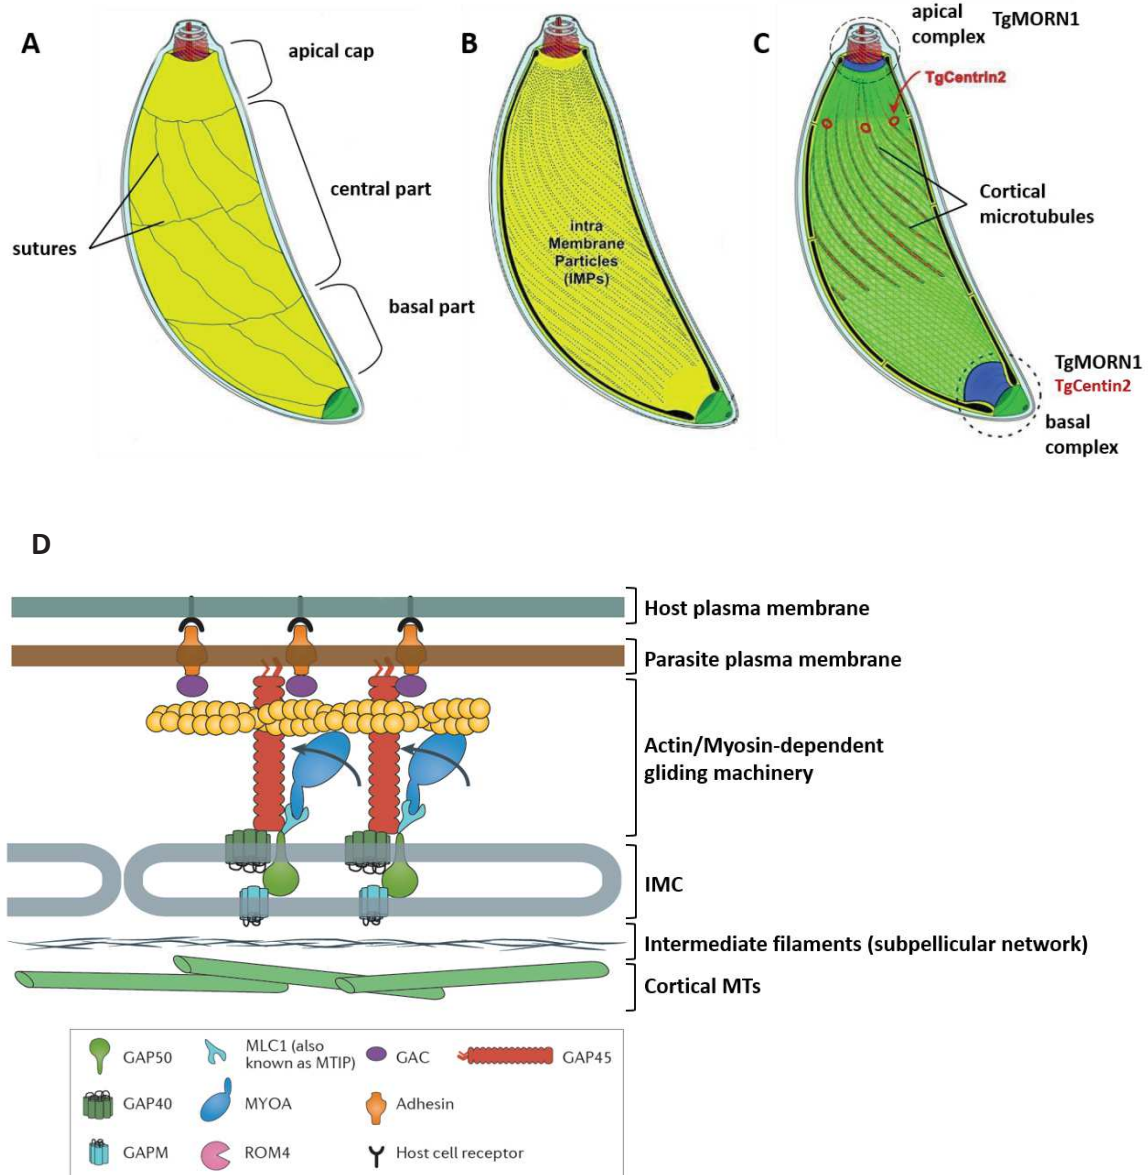 A
apical cap
central part
sutures
basal part
B
intra
Membrane
Particles
(IMPs)
C
apical
complex
TgMORN1
TgCentrin2
Cortical
microtubules
TgMORN1
TgCentin2
basal
complex
D
Host plasma membrane
Parasite plasma membrane
Actin/Myosin-dependent
gliding machinery
IMC
Intermediate filaments (subpellicular network)
Cortical MTs
GAP50
MLC1 (also
known as MTIP)
GAC
GAP45
GAP40
MYOA
Adhesin
GAPM
ROM4
Host cell receptor